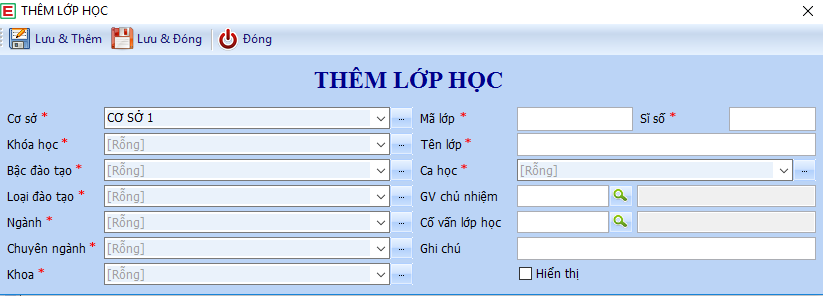 E THÊM LỚP HỌC
Lưu & Thêm Lưu & Đóng Đóng
THÊM LỚP HỌC
Cơ sở * CƠ SỞ 1 ... Mã lớp * Sĩ số *
Khóa học * [Rỗng] ... Tên lớp *
Bậc đào tạo * [Rỗng] ... Ca học * [Rỗng] ...
Loại đào tạo * [Rỗng] ... GV chủ nhiệm
Ngành * [Rỗng] ... Cố vấn lớp học
Chuyên ngành * [Rỗng] ... Ghi chú
Khoa * [Rỗng] ... Hiển thị